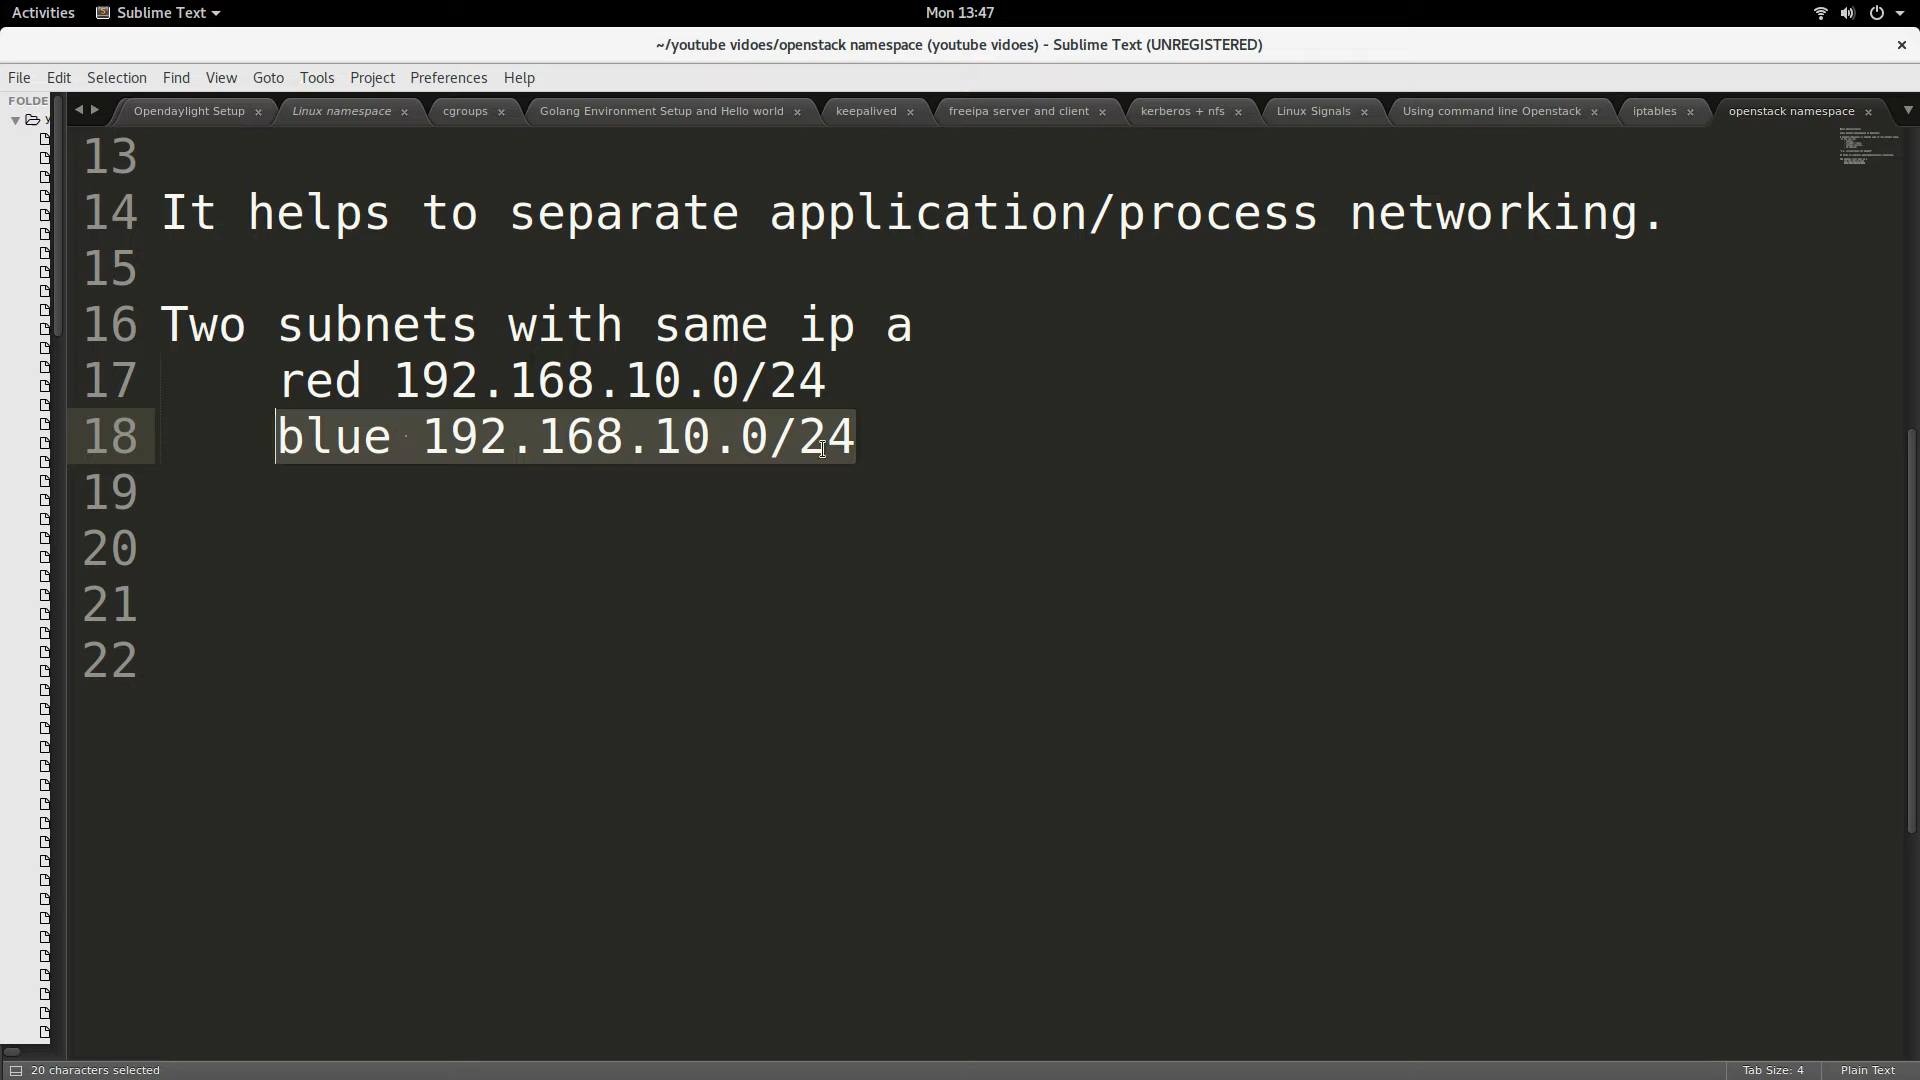 Activities Sublime Text Mon 13:47
~/youtube vidoes/openstack namespace (youtube vidoes) - Sublime Text (UNREGISTERED)
File Edit Selection Find View Goto Tools Project Preferences Help
FOLDE
y
Opendaylight Setup Linux namespace cgroups Golang Environment Setup and Hello world keepalived freeipa server and client kerberos + nfs Linux Signals Using command line Openstack iptables openstack namespace
13
14 It helps to separate application/process networking.
15
16 Two subnets with same ip a
17 red 192.168.10.0/24
18 blue 192.168.10.0/24
19
20
21
22
20 characters selected Tab Size: 4 Plain Text